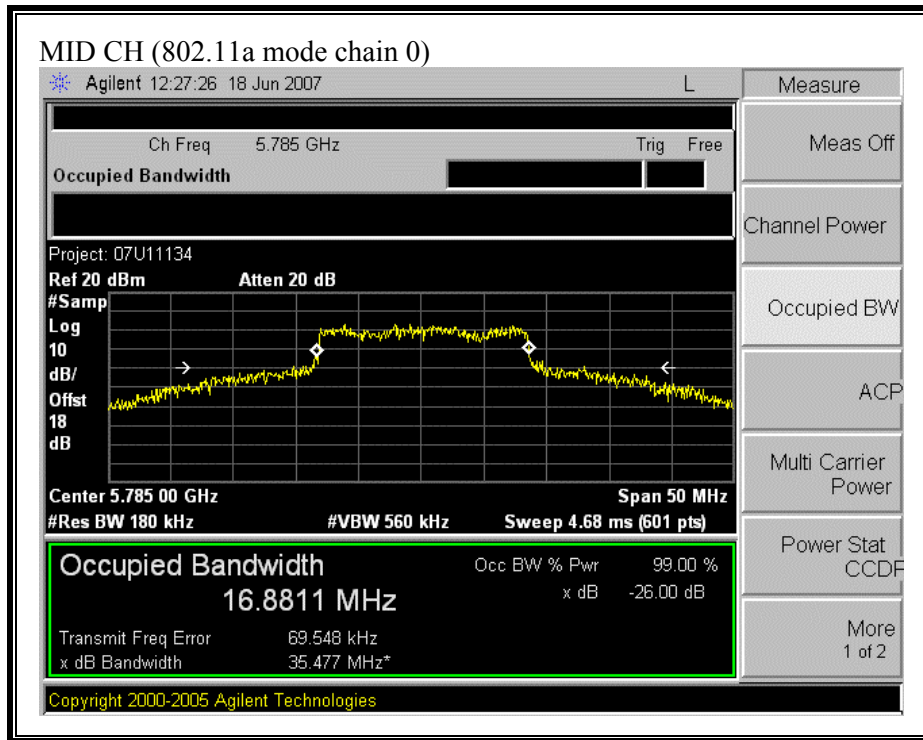 MID CH (802.11a mode chain 0)
Agilent 12:27:26 18 Jun 2007 L
Measure
Ch Freq 5.785 GHz Trig Free
Occupied Bandwidth
Meas Off
Channel Power
Occupied BW
ACP
Multi Carrier
Power
Power Stat
CCDF
More
1 of 2
Project: 07U11134
Ref 20 dBm Atten 20 dB
#Samp
Log
10
dB/
Offst
18
dB
Center 5.785 00 GHz Span 50 MHz
#Res BW 180 kHz #VBW 560 kHz Sweep 4.68 ms (601 pts)
Occupied Bandwidth
16.8811 MHz
Occ BW % Pwr 99.00 %
x dB -26.00 dB
Transmit Freq Error 69.548 kHz
x dB Bandwidth 35.477 MHz*
Copyright 2000-2005 Agilent Technologies